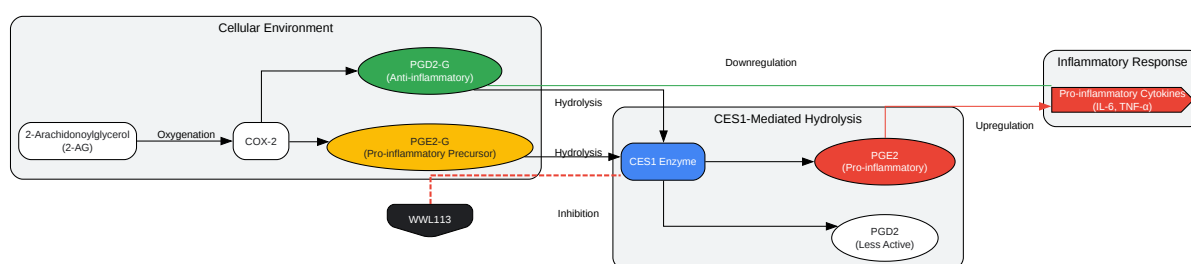 Cellular Environment
PGD2-G
(Anti-inflammatory)
2-Arachidonoylglycerol
(2-AG)
Oxygenation
COX-2
PGE2-G
(Pro-inflammatory Precursor)
WWL113
Hydrolysis
Hydrolysis
Inhibition
CES1-Mediated Hydrolysis
CES1 Enzyme
PGE2
(Pro-inflammatory)
PGD2
(Less Active)
Downregulation
Upregulation
Inflammatory Response
Pro-inflammatory Cytokines
(IL-6, TNF-α)